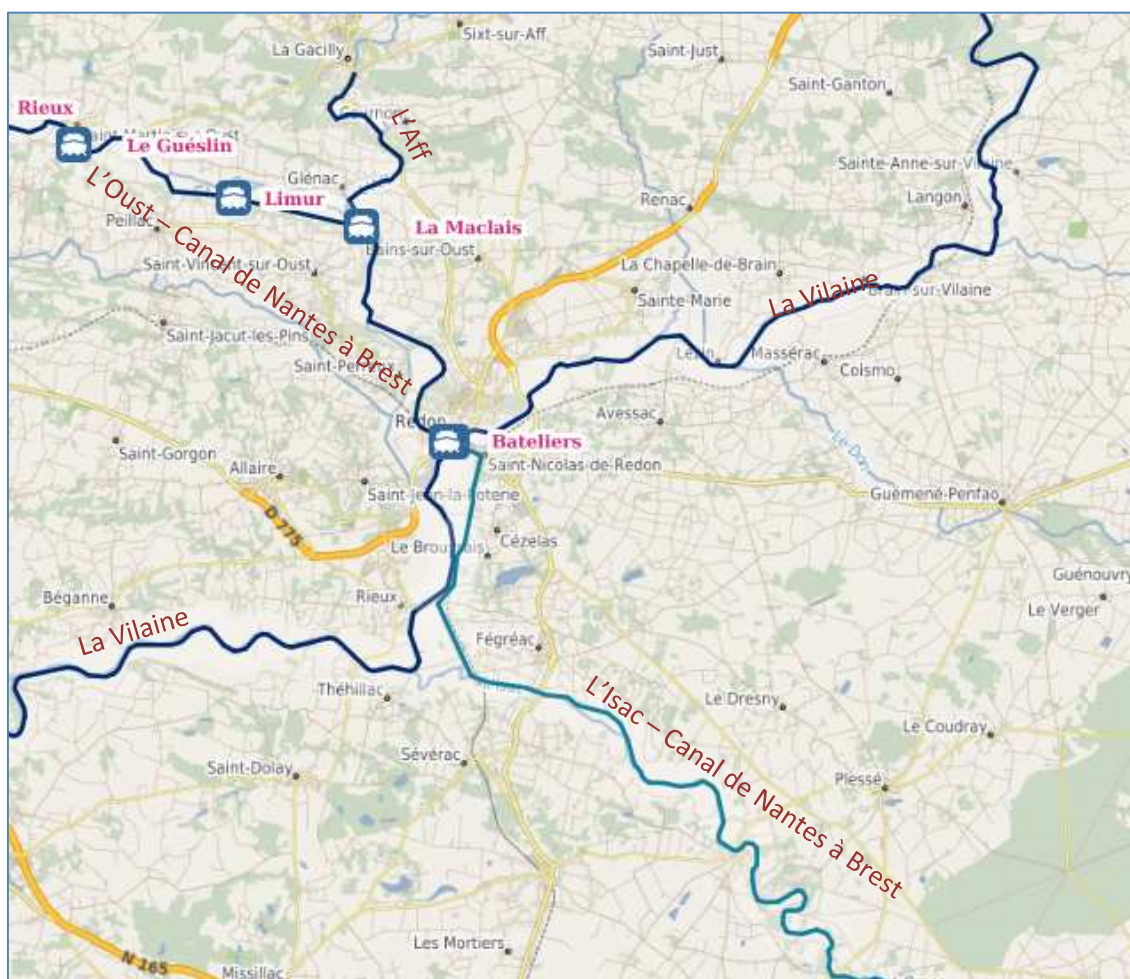 Sixt-sur-Aff
La Gacilly
Saint-Just
Saint-Ganton
Rieux
L'Aff
Le Guéslin
Sainte-Anne-sur-Vilaine
Glénac
Langon
Limur
Renac
Peillac
La Maclais
Bains-sur-Oust
L'Oust – Canal de Nantes à Brest
Saint-Vincent-sur-Oust
La Chapelle-de-Brain
La Vilaine
Brain-sur-Vilaine
Sainte-Marie
Saint-Jacut-les-Pins
Massérac
Coismo
Avessac
Redon
Bateliers
Saint-Nicolas-de-Redon
Saint-Gorgon
Allaire
Le Don
Guémené-Penfao
Saint-Jean-la-Poterie
D 775
Cézelas
Guénouvry
Béganne
Rieux
Le Verger
La Vilaine
Fégréac
Théhillac
L'Isac – Canal de Nantes à Brest
Le Dresny
Le Coudray
Sévérac
Saint-Dolay
Plessé
Les Mortiers
N 165
Missillac